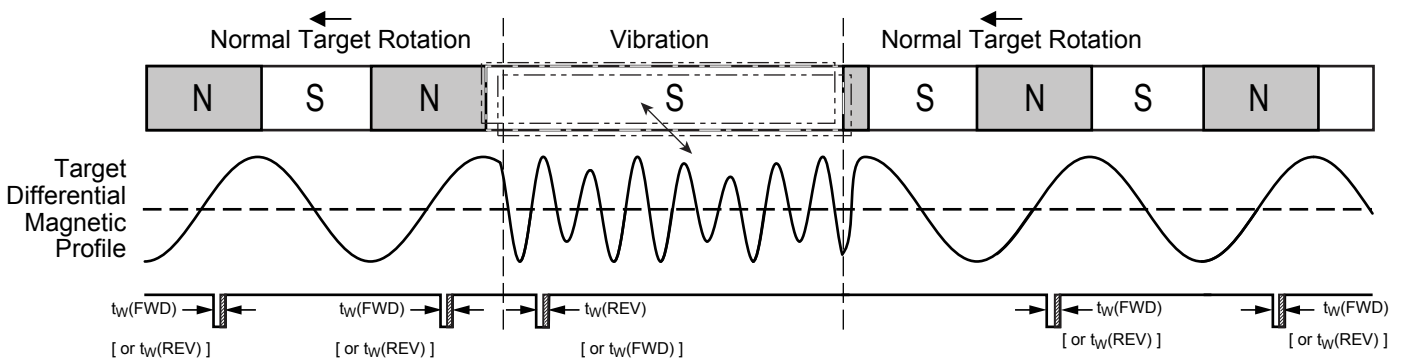 Normal Target Rotation
Vibration
Normal Target Rotation
N
S
N
S
S
N
S
N
Target
Differential
Magnetic
Profile
tW(FWD)
tW(FWD)
tW(REV)
tW(FWD)
tW(FWD)
[ or tW(REV) ]
[ or tW(REV) ]
[ or tW(FWD) ]
[ or tW(REV) ]
[ or tW(REV) ]